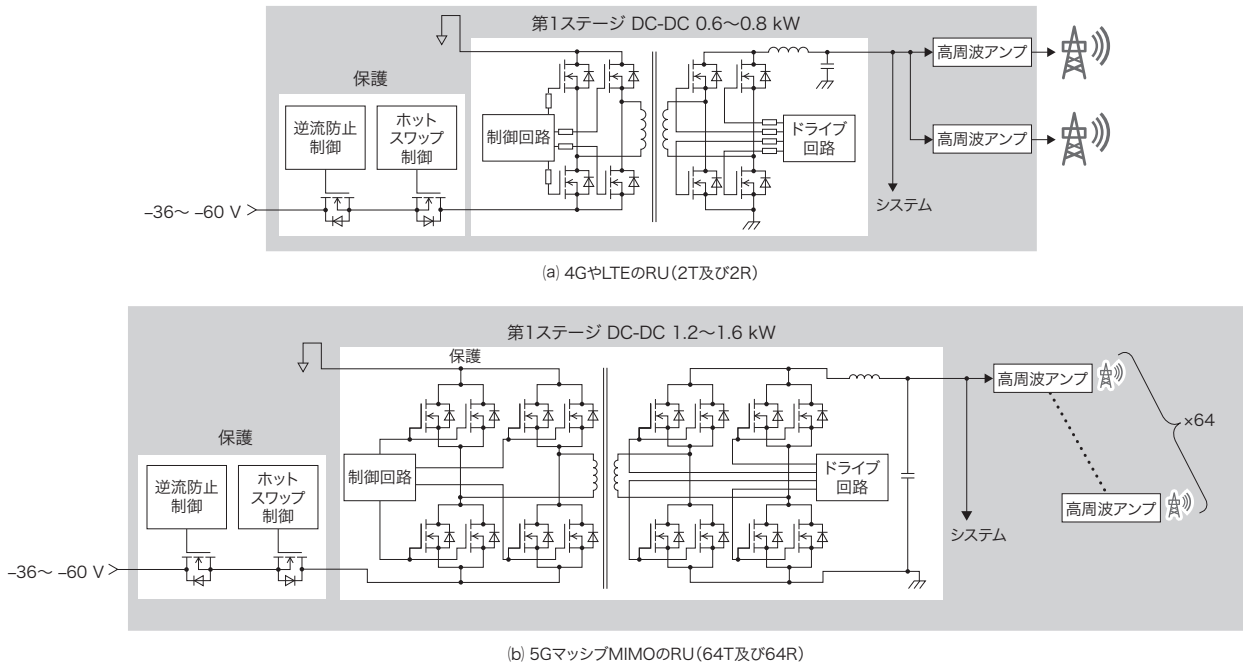 第1ステージ DC-DC 0.6～0.8 kW
保護
逆流防止
制御
ホット
スワップ
制御
制御回路
ドライブ
回路
高周波アンプ
高周波アンプ
システム
–36～ –60 V
(a) 4GやLTEのRU(2T及び2R)
第1ステージ DC-DC 1.2～1.6 kW
保護
保護
逆流防止
制御
ホット
スワップ
制御
制御回路
ドライブ
回路
高周波アンプ
×64
高周波アンプ
システム
–36～ –60 V
(b) 5GマッシブMIMOのRU(64T及び64R)